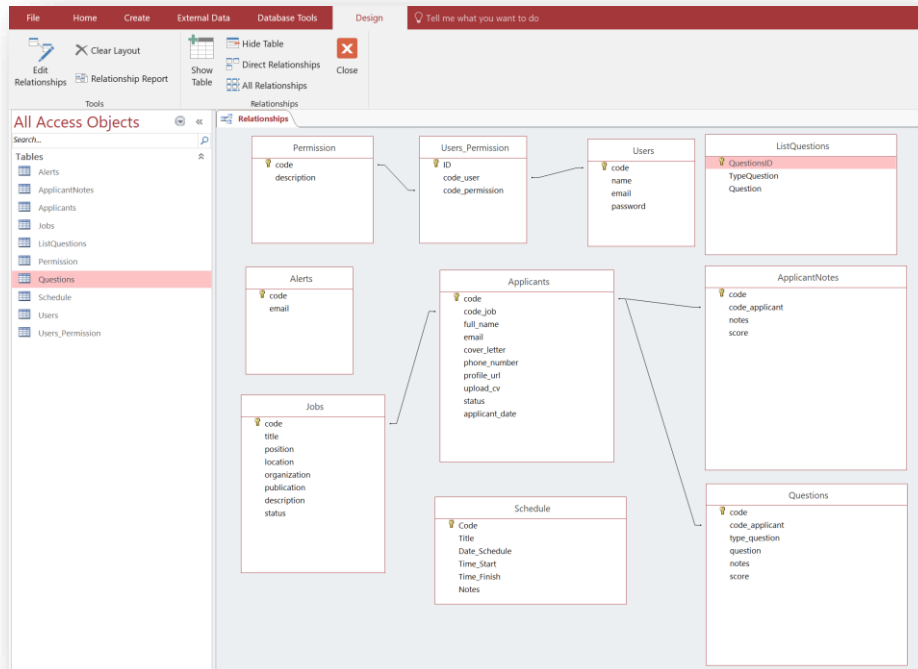 File Home Create External Data Database Tools Design Tell me what you want to do
Edit Relationships
Clear Layout
Relationship Report
Tools
Show Table
Hide Table
Direct Relationships
All Relationships
Relationships
Close
All Access Objects
Search...
Tables
Alerts
ApplicantNotes
Applicants
Jobs
ListQuestions
Permission
Questions
Schedule
Users
Users_Permission
Relationships
Permission
code
description
Users_Permission
ID
code_user
code_permission
Users
code
name
email
password
ListQuestions
QuestionsID
TypeQuestion
Question
Alerts
code
email
Applicants
code
code_job
full_name
email
cover_letter
phone_number
profile_url
upload_cv
status
applicant_date
ApplicantNotes
code
code_applicant
notes
score
Jobs
code
title
position
location
organization
publication
description
status
Schedule
Code
Title
Date_Schedule
Time_Start
Time_Finish
Notes
Questions
code
code_applicant
type_question
question
notes
score